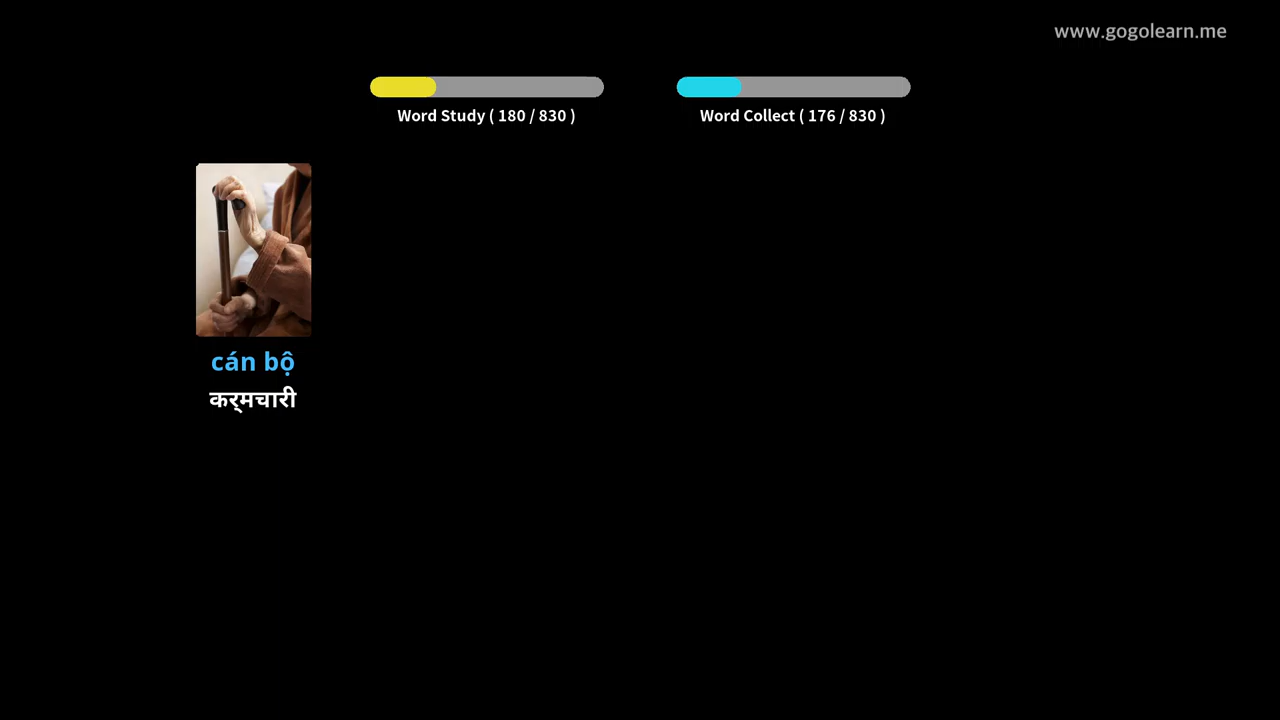 www.gogolearn.me
Word Study ( 180 / 830 )
Word Collect ( 176 / 830 )
cán bộ
कर्मचारी